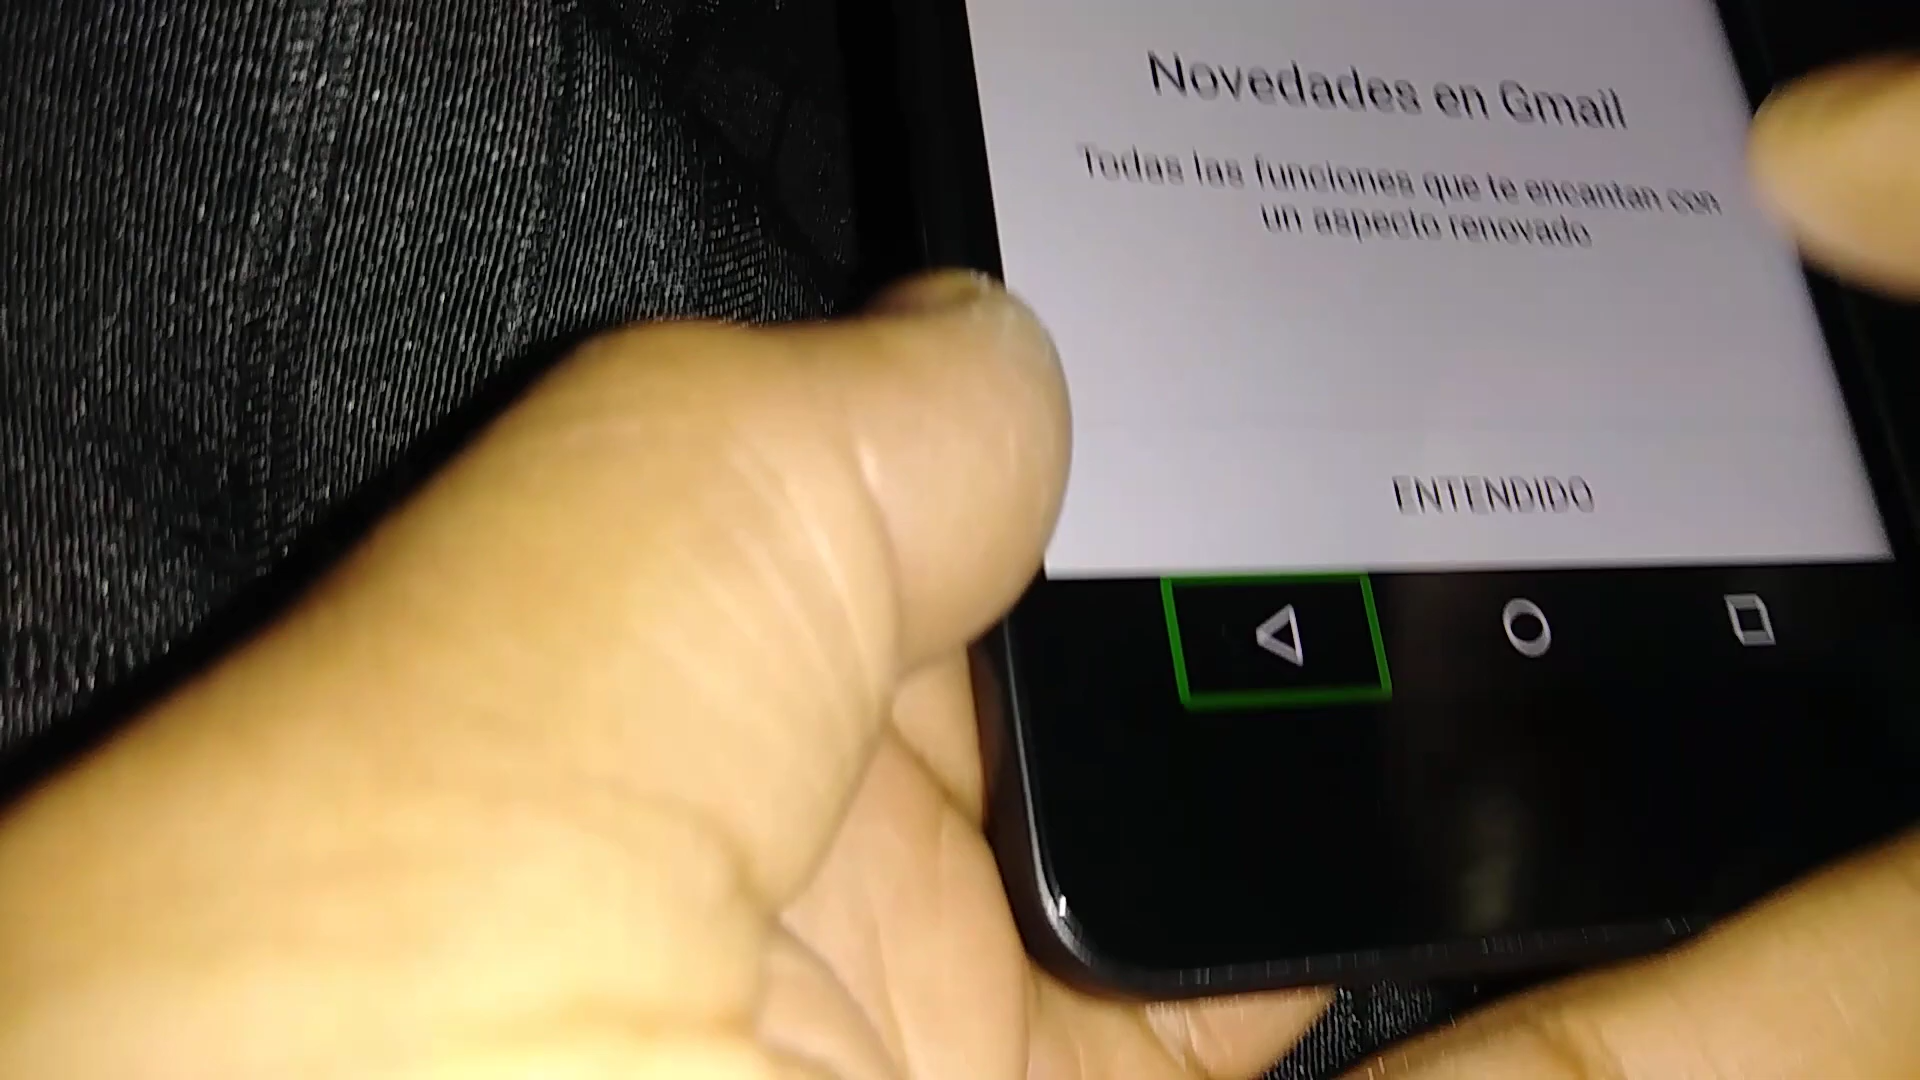 Novedades en Gmail
Todas las funciones que te encantan con
un aspecto renovado
ENTENDIDO